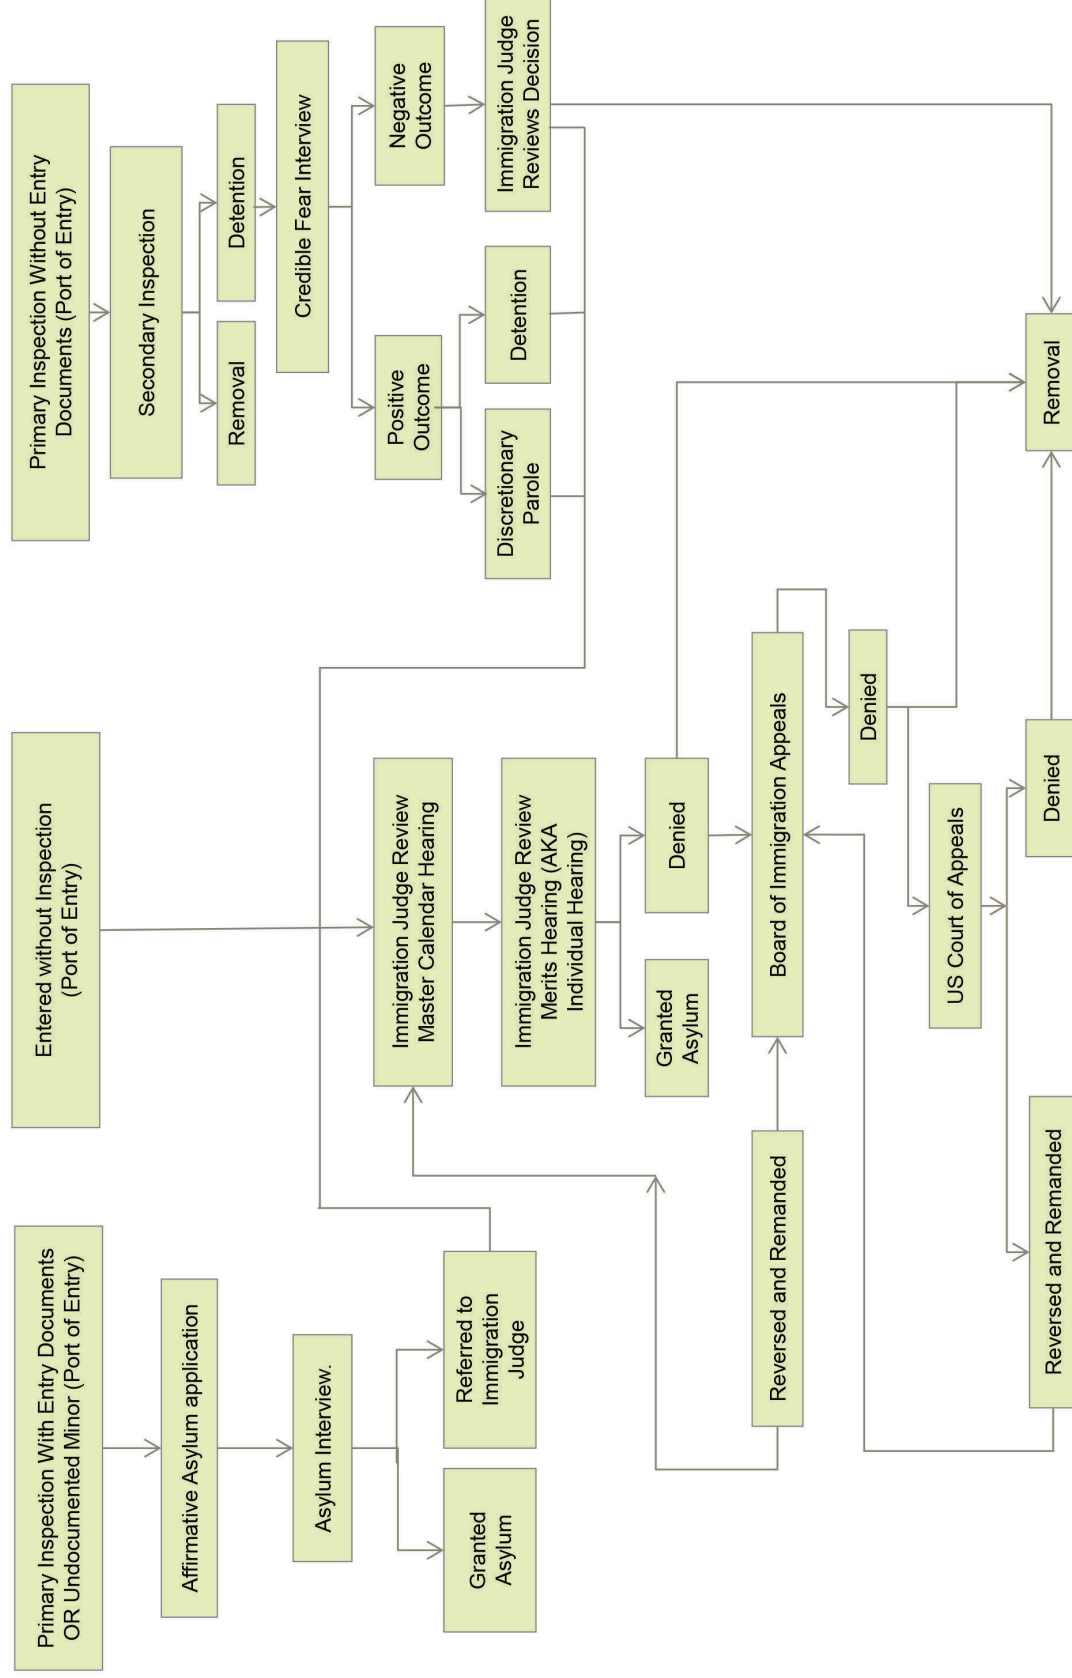 Primary Inspection With Entry Documents
OR Undocumented Minor (Port of Entry)
Affirmative Asylum application
Asylum Interview.
Granted
Asylum
Referred to
Immigration
Judge
Entered without Inspection
(Port of Entry)
Immigration Judge Review
Master Calendar Hearing
Immigration Judge Review
Merits Hearing (AKA
Individual Hearing)
Granted
Asylum
Denied
Reversed and Remanded
Board of Immigration Appeals
Denied
US Court of Appeals
Reversed and Remanded
Denied
Removal
Primary Inspection Without Entry
Documents (Port of Entry)
Secondary Inspection
Removal
Detention
Credible Fear Interview
Positive
Outcome
Negative
Outcome
Discretionary
Parole
Detention
Immigration Judge
Reviews Decision